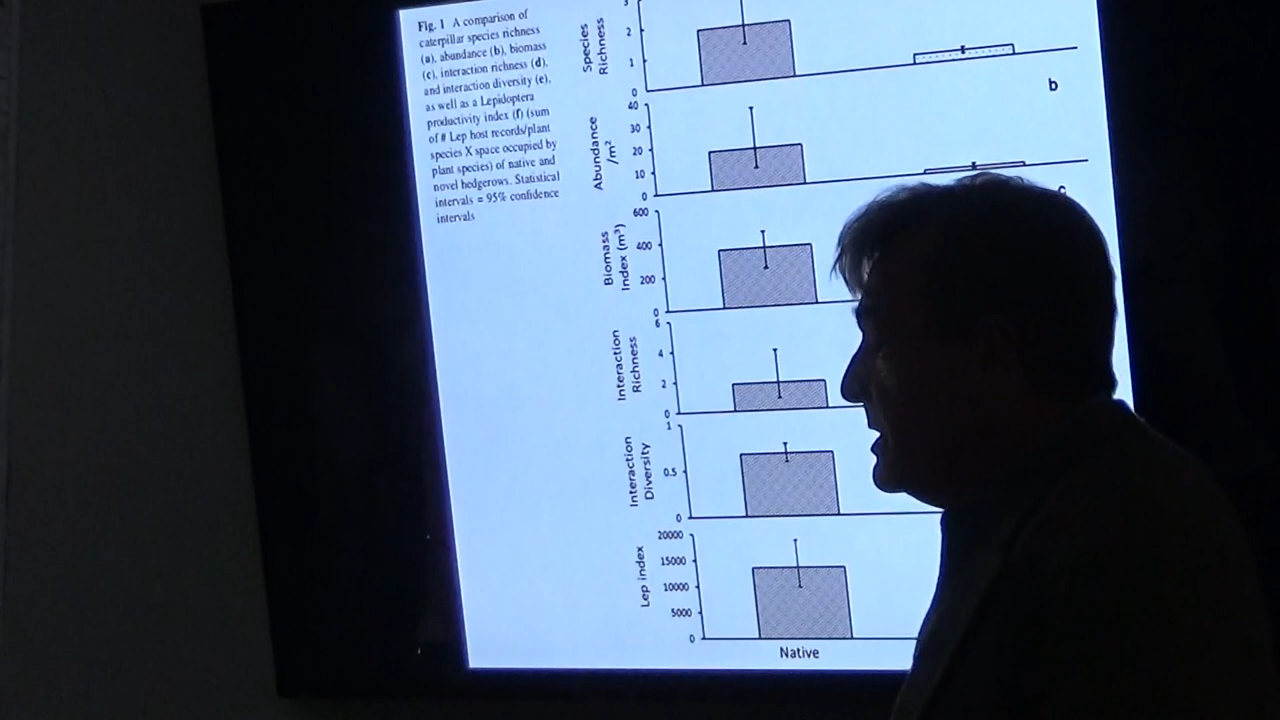 Fig. 1 A comparison of
caterpillar species richness
(a), abundance (b), biomass
(c), interaction richness (d),
and interaction diversity (e),
as well as a Lepidoptera
productivity index (f) (sum
of # Lep host records/plant
species X space occupied by
plant species) of native and
novel hedgerows. Statistical
intervals = 95% confidence
intervals
Species
Richness
3
2
1
0
b
Abundance
/m²
40
30
20
10
0
Biomass
Index (m³)
600
400
200
0
Interaction
Richness
6
4
2
0
Interaction
Diversity
1
0.5
0
Lep index
20000
15000
10000
5000
0
Native